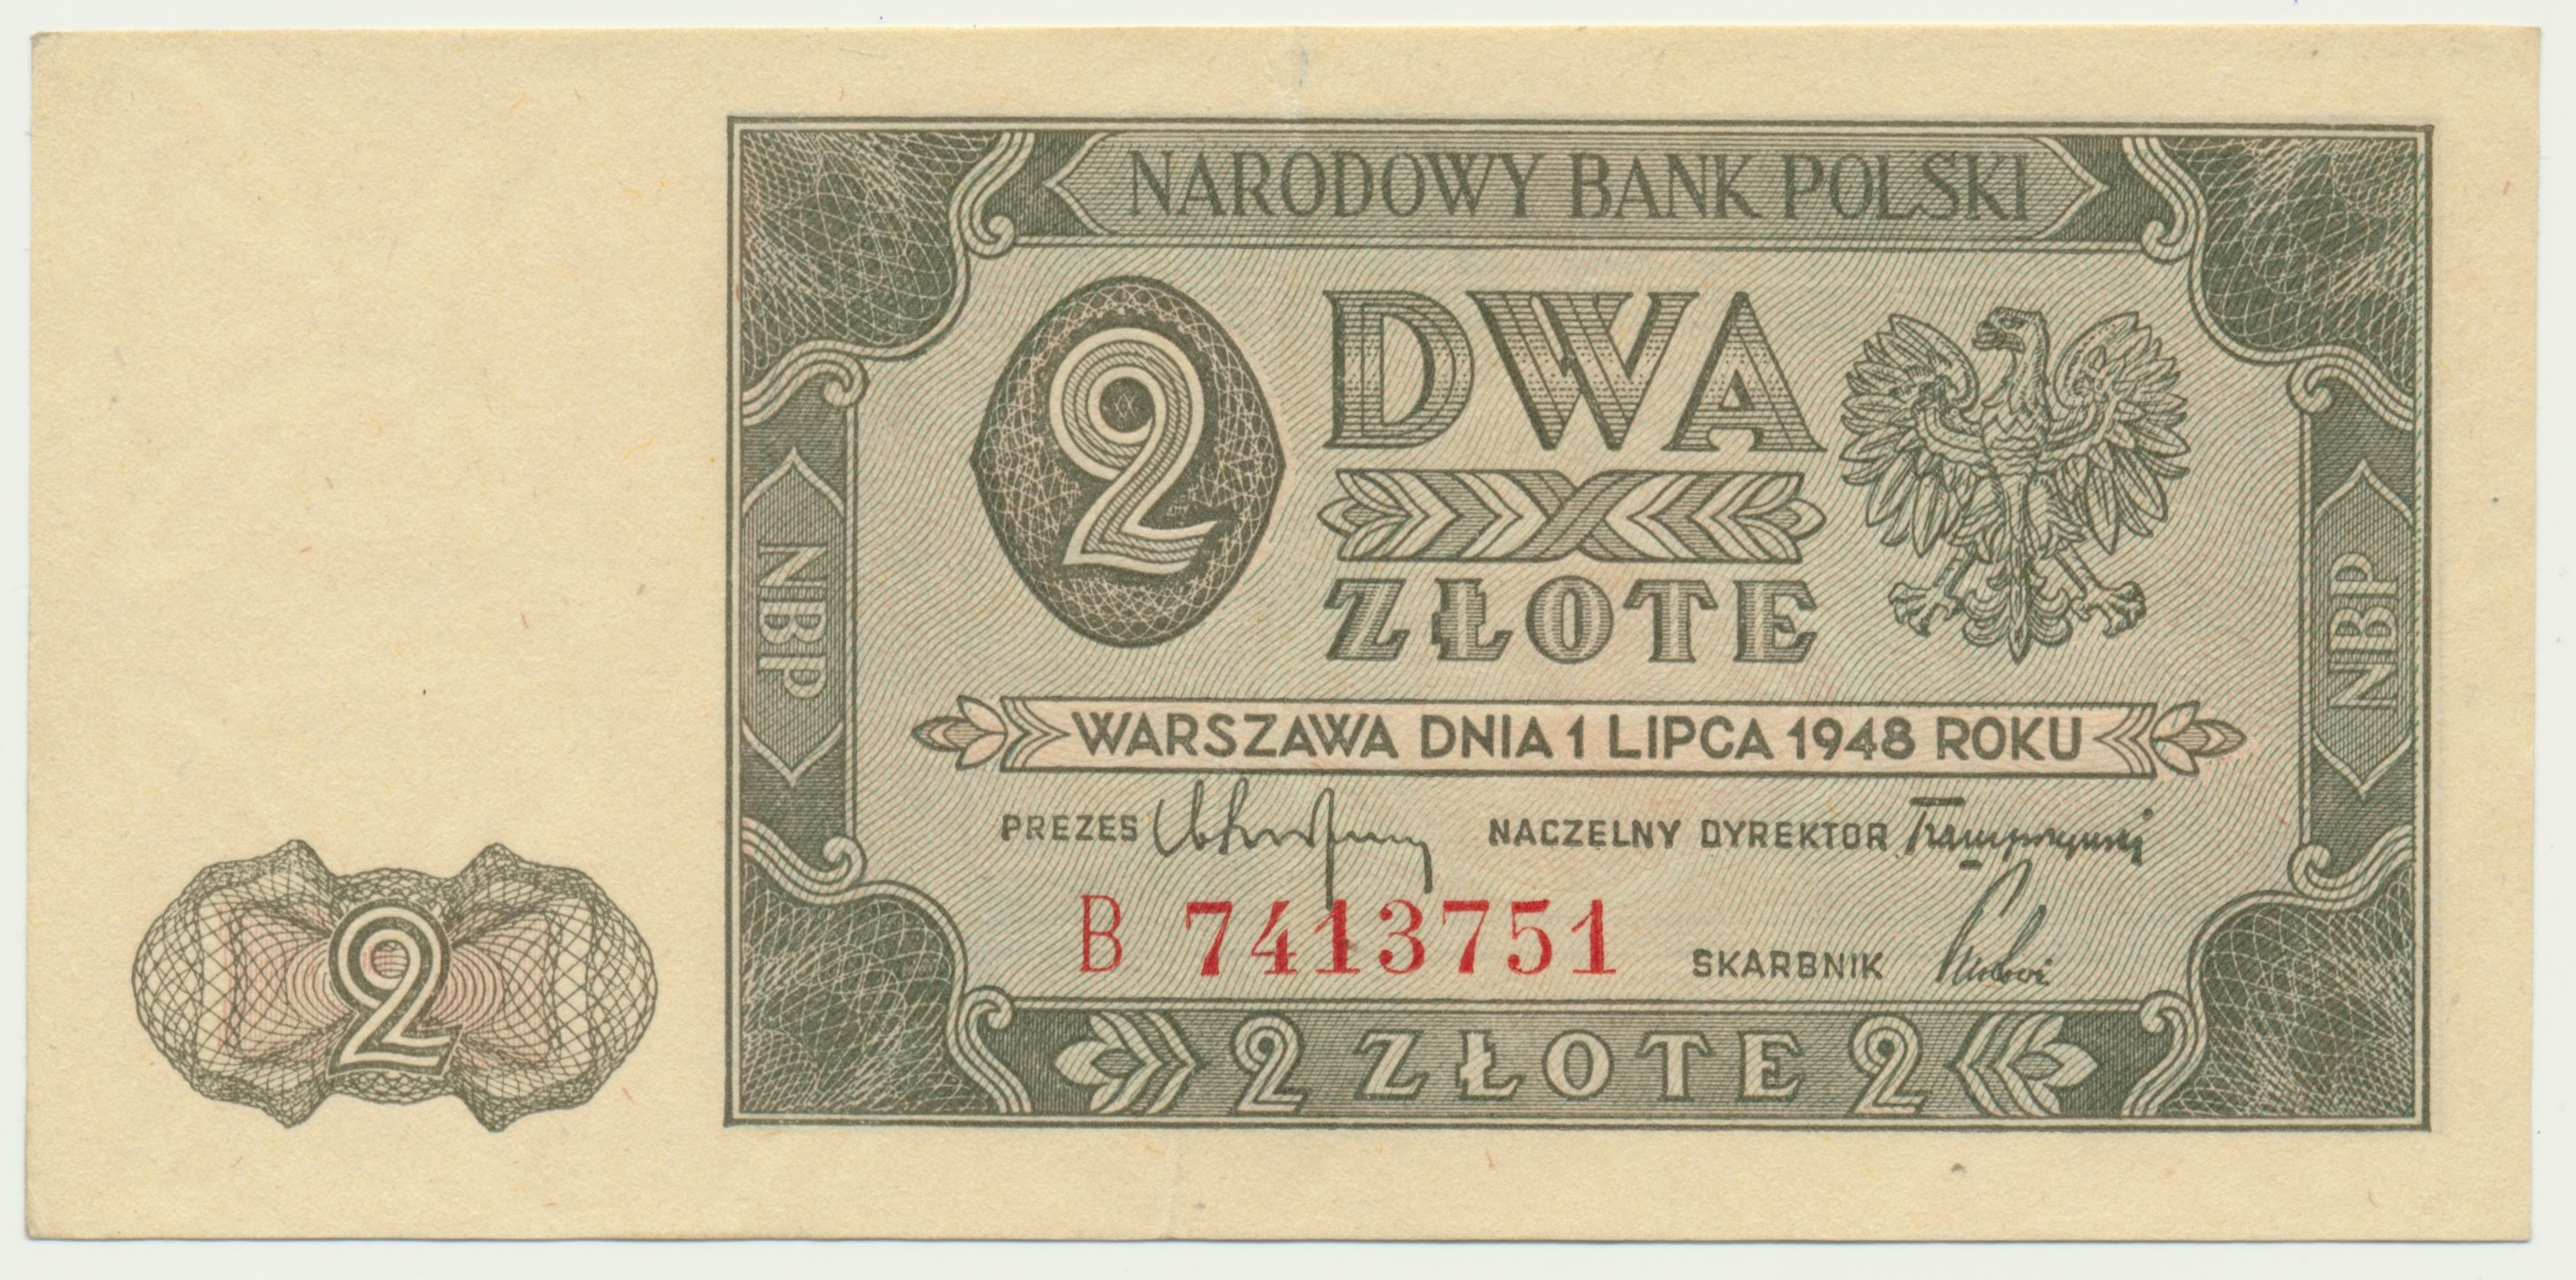 NARODOWY BANK POLSKI
2
DWA
ZŁOTE
NBP
NBP
WARSZAWA DNIA 1 LIPCA 1948 ROKU
PREZES
NACZELNY DYREKTOR
B 7413751
SKARBNIK
2
2 ZŁOTE 2